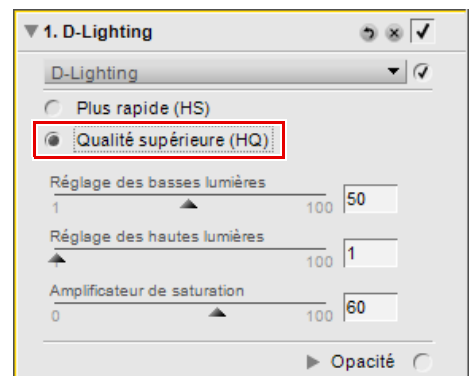 1. D-Lighting
D-Lighting
Plus rapide (HS)
Qualité supérieure (HQ)
Réglage des basses lumières
1 100 50
Réglage des hautes lumières
100 1
Amplificateur de saturation
0 100 60
Opacité